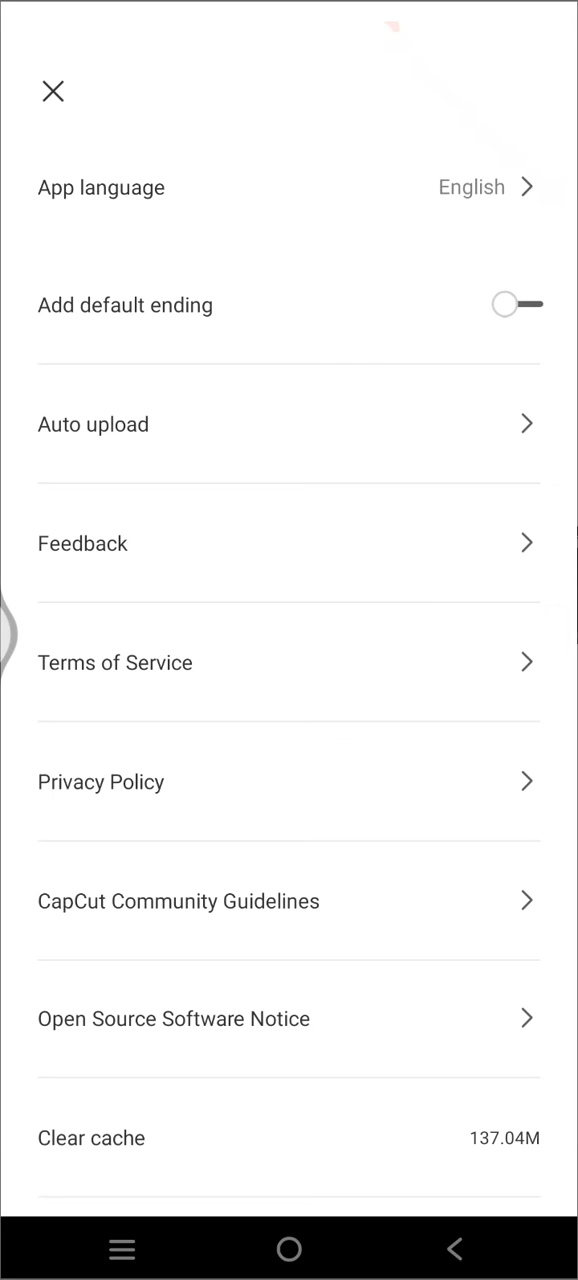 App language
English
Add default ending
Auto upload
Feedback
Terms of Service
Privacy Policy
CapCut Community Guidelines
Open Source Software Notice
Clear cache
137.04M